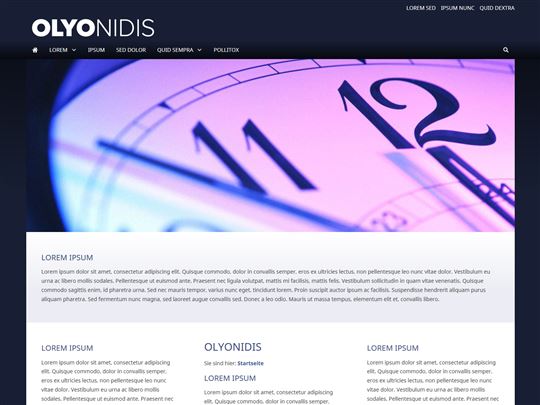 LOREM SED IPSUM NUNC QUID DEXTRA
OLYONIDIS
LOREM IPSUM SED DOLOR QUID SEMPRA POLLITOX
11 12
LOREM IPSUM
Lorem ipsum dolor sit amet, consectetur adipiscing elit. Quisque commodo, dolor in convallis semper, eros ex ultricies lectus, non pellentesque leo nunc vitae dolor. Vestibulum eu
urna ac libero mollis sodales. Pellentesque ut euismod ante. Praesent nec ligula volutpat, mattis mi facilisis, mattis felis. Vestibulum sodales interdum nisl in quam vitae venenatis. Quisque
commodo sagittis enim, id pharetra urna. Sed nec mauris tempor, varius nunc eget, tincidunt lorem. Proin suscipit auctor ipsum ac facilisis. Suspendisse hendrerit aliquam purus
aliquam pharetra. Sed fermentum nunc magna, sed laoreet augue convallis sed. Donec a leo odio. Mauris ut massa tempus, elementum elit et, convallis libero.
LOREM IPSUM
Lorem ipsum dolor sit amet,
consectetur adipiscing elit. Quisque
commodo, dolor in convallis semper,
eros ex ultricies lectus, non
pellentesque leo nunc vitae dolor.
Vestibulum eu urna ac libero mollis
sodales. Pellentesque ut euismod
ante. Praesent nec
OLYONIDIS
Sie sind hier: Startseite
LOREM IPSUM
Lorem ipsum dolor sit amet, consectetur
adipiscing elit. Quisque commodo, dolor in
convallis semper, eros ex ultricies lectus, non
LOREM IPSUM
Lorem ipsum dolor sit amet,
consectetur adipiscing elit. Quisque
commodo, dolor in convallis semper,
eros ex ultricies lectus, non
pellentesque leo nunc vitae dolor.
Vestibulum eu urna ac libero mollis
sodales. Pellentesque ut euismod
ante. Praesent nec